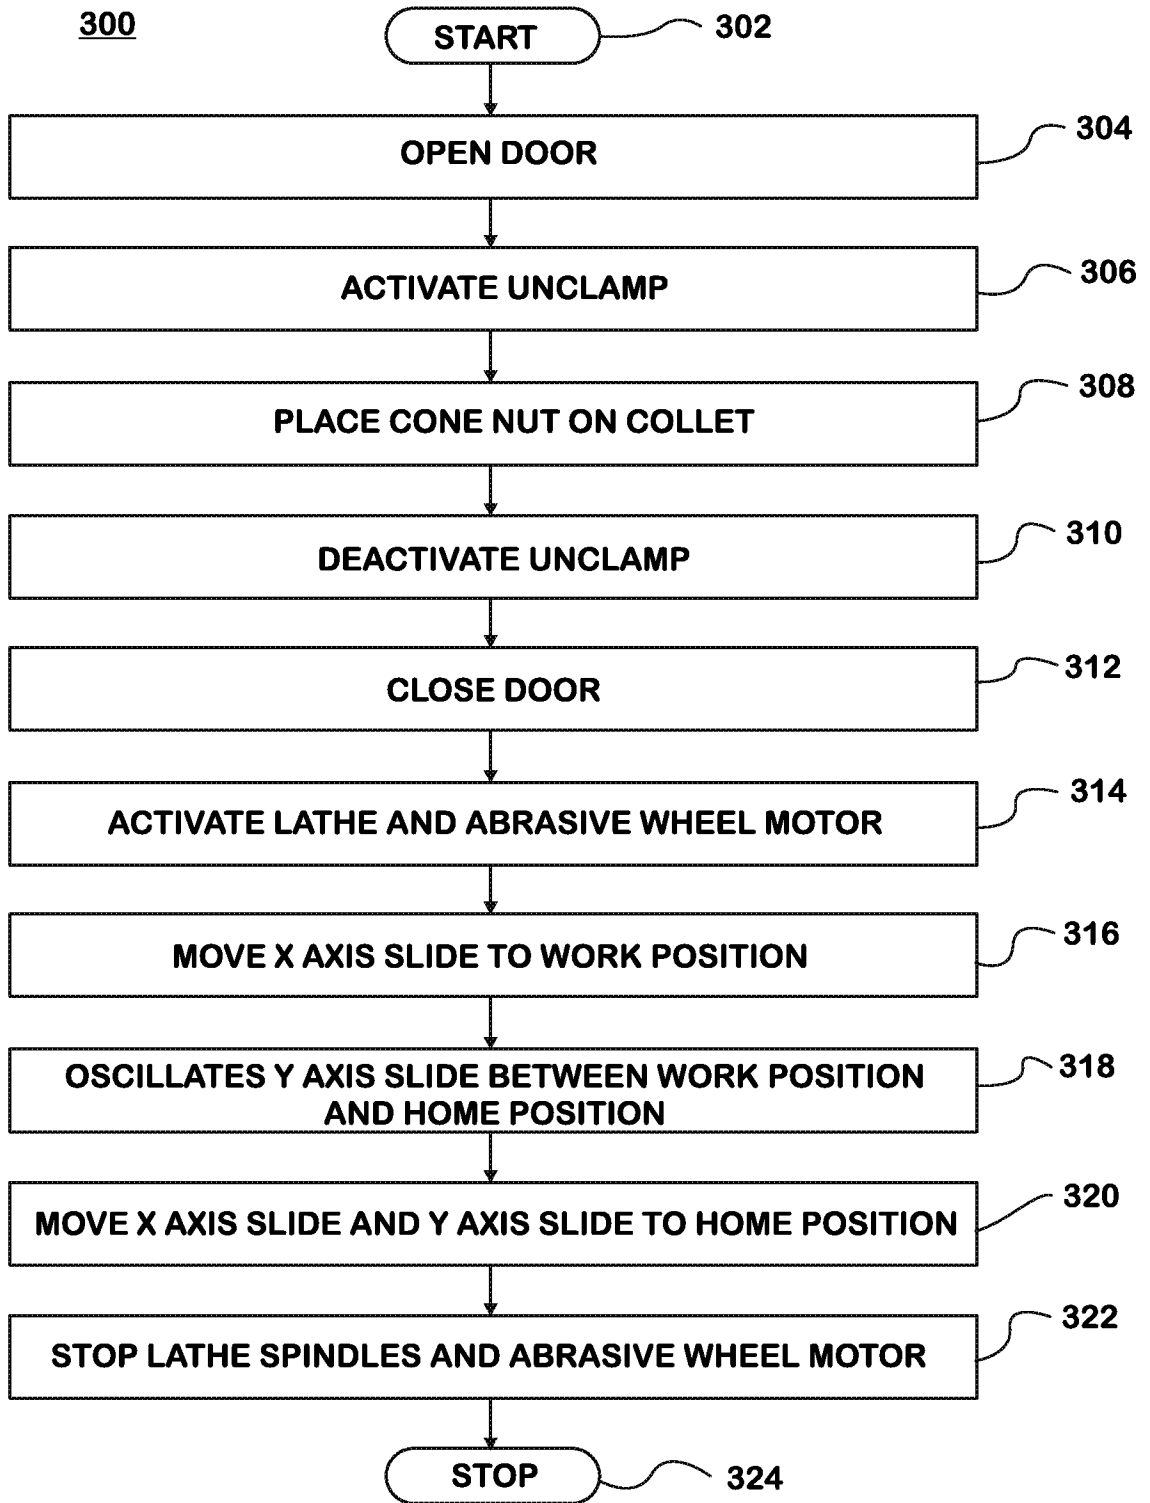 300
START
302
OPEN DOOR
304
ACTIVATE UNCLAMP
306
PLACE CONE NUT ON COLLET
308
DEACTIVATE UNCLAMP
310
CLOSE DOOR
312
ACTIVATE LATHE AND ABRASIVE WHEEL MOTOR
314
MOVE X AXIS SLIDE TO WORK POSITION
316
OSCILLATES Y AXIS SLIDE BETWEEN WORK POSITION
AND HOME POSITION
318
MOVE X AXIS SLIDE AND Y AXIS SLIDE TO HOME POSITION
320
STOP LATHE SPINDLES AND ABRASIVE WHEEL MOTOR
322
STOP
324